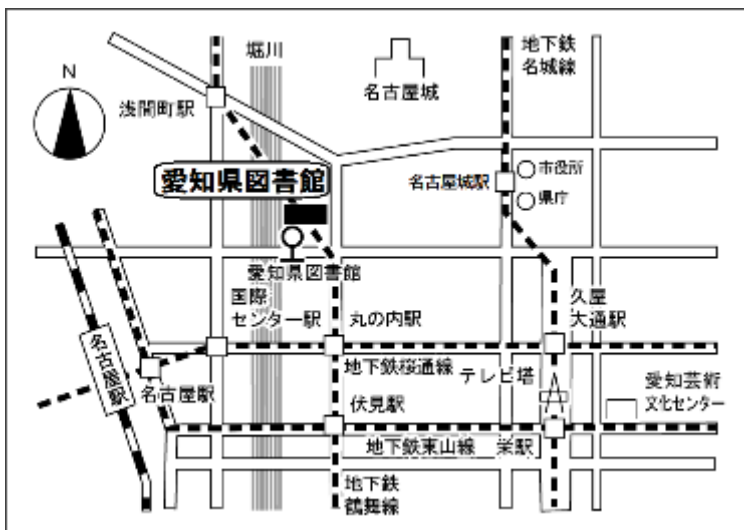 堀川
地下鉄
名城線
N
名古屋城
浅間町駅
市役所
名古屋城駅
県庁
愛知県図書館
愛知県図書館
国際
センター駅
丸の内駅
久屋
大通駅
名古屋駅
名古屋駅
地下鉄桜通線
テレビ塔
愛知芸術
文化センター
伏見駅
地下鉄東山線
栄駅
地下鉄
鶴舞線